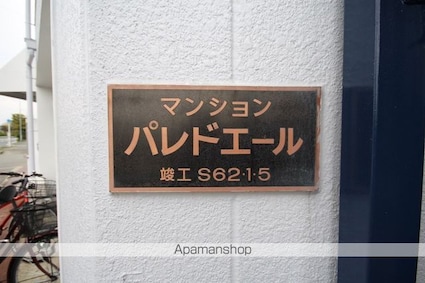 マンション
パレドエール
竣工 S62・1・5
Apamanshop